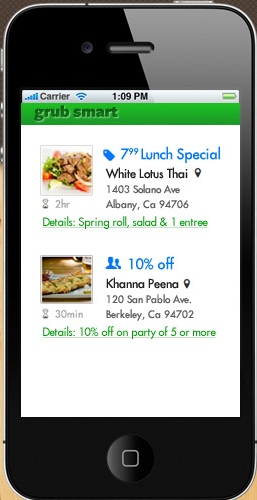 Carrier 1:09 PM
grub smart
7⁹⁹ Lunch Special
White Lotus Thai
1403 Solano Ave
2hr
Albany, Ca 94706
Details: Spring roll, salad & 1 entree
10% off
Khanna Peena
120 San Pablo Ave.
30min
Berkeley, Ca 94702
Details: 10% off on party of 5 or more